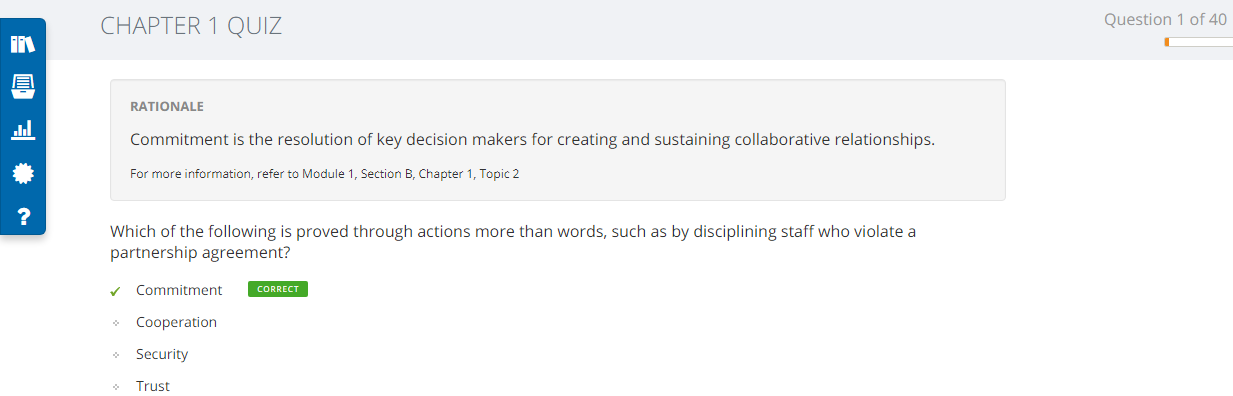 CHAPTER 1 QUIZ
Question 1 of 40
RATIONALE
Commitment is the resolution of key decision makers for creating and sustaining collaborative relationships.
For more information, refer to Module 1, Section B, Chapter 1, Topic 2
?
Which of the following is proved through actions more than words, such as by disciplining staff who violate a
partnership agreement?
Commitment CORRECT
Cooperation
Security
Trust